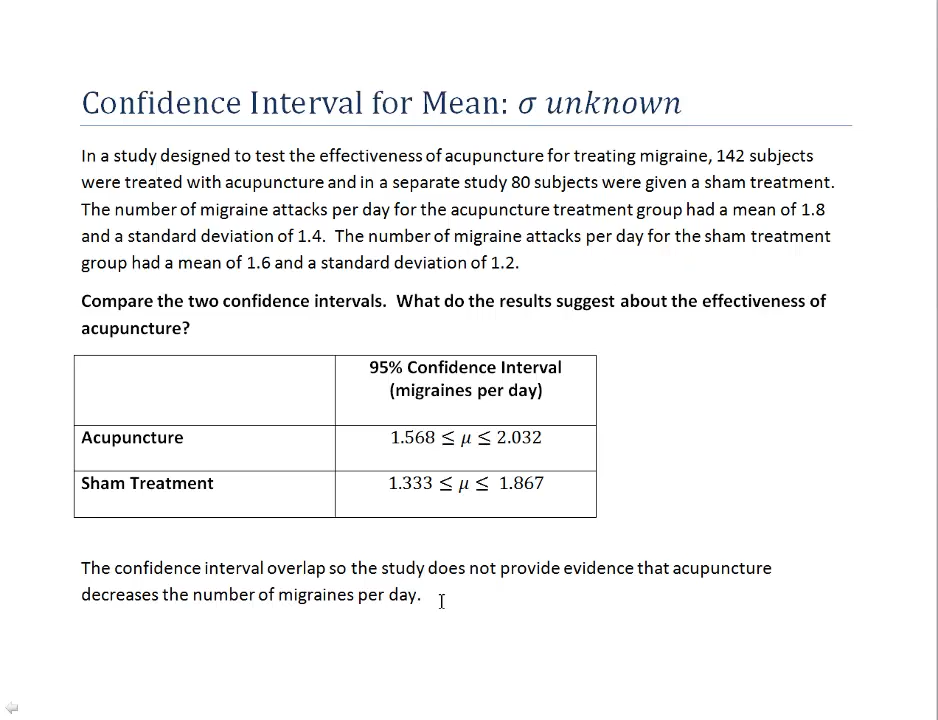 Confidence Interval for Mean: σ unknown
In a study designed to test the effectiveness of acupuncture for treating migraine, 142 subjects
were treated with acupuncture and in a separate study 80 subjects were given a sham treatment.
The number of migraine attacks per day for the acupuncture treatment group had a mean of 1.8
and a standard deviation of 1.4. The number of migraine attacks per day for the sham treatment
group had a mean of 1.6 and a standard deviation of 1.2.
Compare the two confidence intervals. What do the results suggest about the effectiveness of
acupuncture?
95% Confidence Interval
(migraines per day)
Acupuncture 1.568 ≤ μ ≤ 2.032
Sham Treatment 1.333 ≤ μ ≤ 1.867
The confidence interval overlap so the study does not provide evidence that acupuncture
decreases the number of migraines per day.